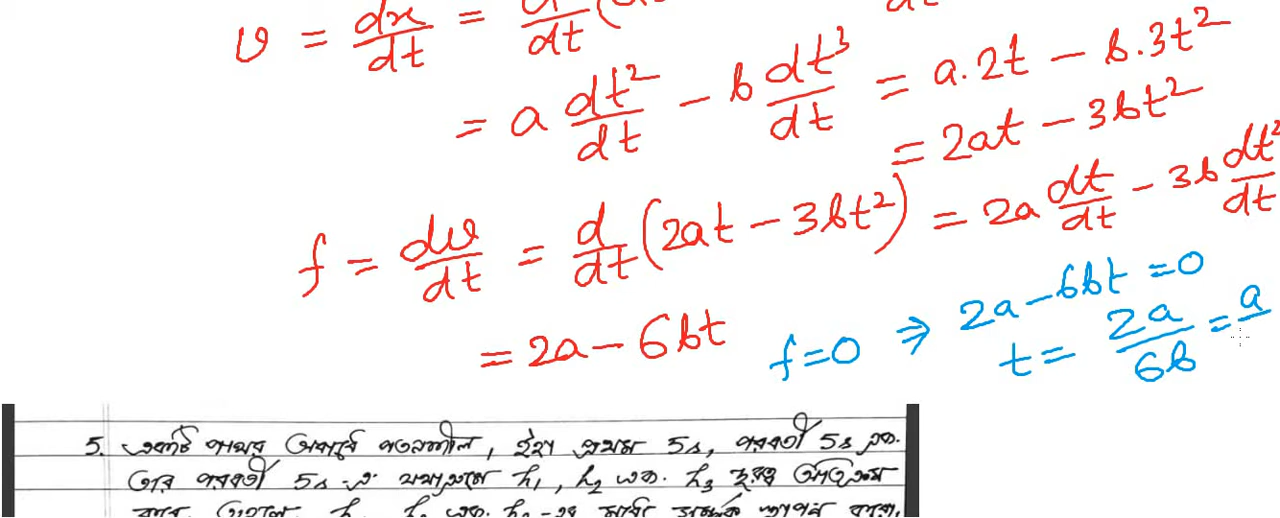 v = dx/dt = d/dt (
= a dt²/dt - b dt³/dt = a.2t - b.3t²
= 2at - 3bt²
f = dv/dt = d/dt (2at - 3bt²) = 2a dt/dt - 3b dt²/dt
= 2a - 6bt
f = 0 ⇒ 2a - 6bt = 0
t = 2a/6b = a/
5. একটি পাথর অবাধে পতনশীল, ইহা প্রথম 5s, পরবর্তী 5s এবং
তার পরবর্তী 5s -এ যথাক্রমে h₁, h₂ এবং h₃ দূরত্ব অতিক্রম